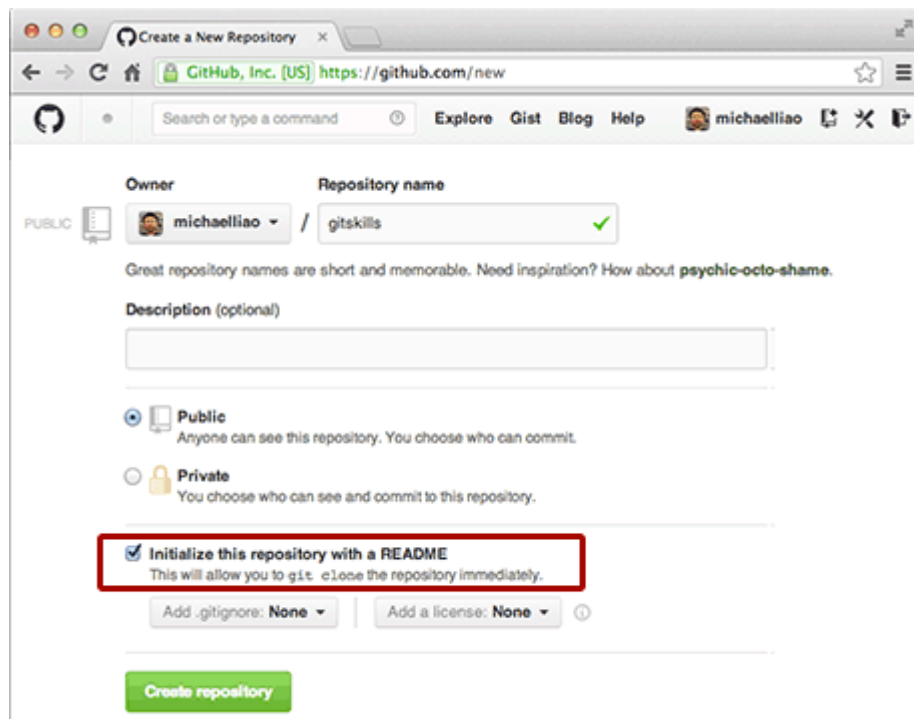 Create a New Repository
GitHub, Inc. [US] https://github.com/new
Search or type a command Explore Gist Blog Help michaelliao
Owner Repository name
PUBLIC michaelliao / gitskills
Great repository names are short and memorable. Need inspiration? How about psychic-octo-shame.
Description (optional)
Public
Anyone can see this repository. You choose who can commit.
Private
You choose who can see and commit to this repository.
Initialize this repository with a README
This will allow you to git clone the repository immediately.
Add .gitignore: None Add a license: None
Create repository